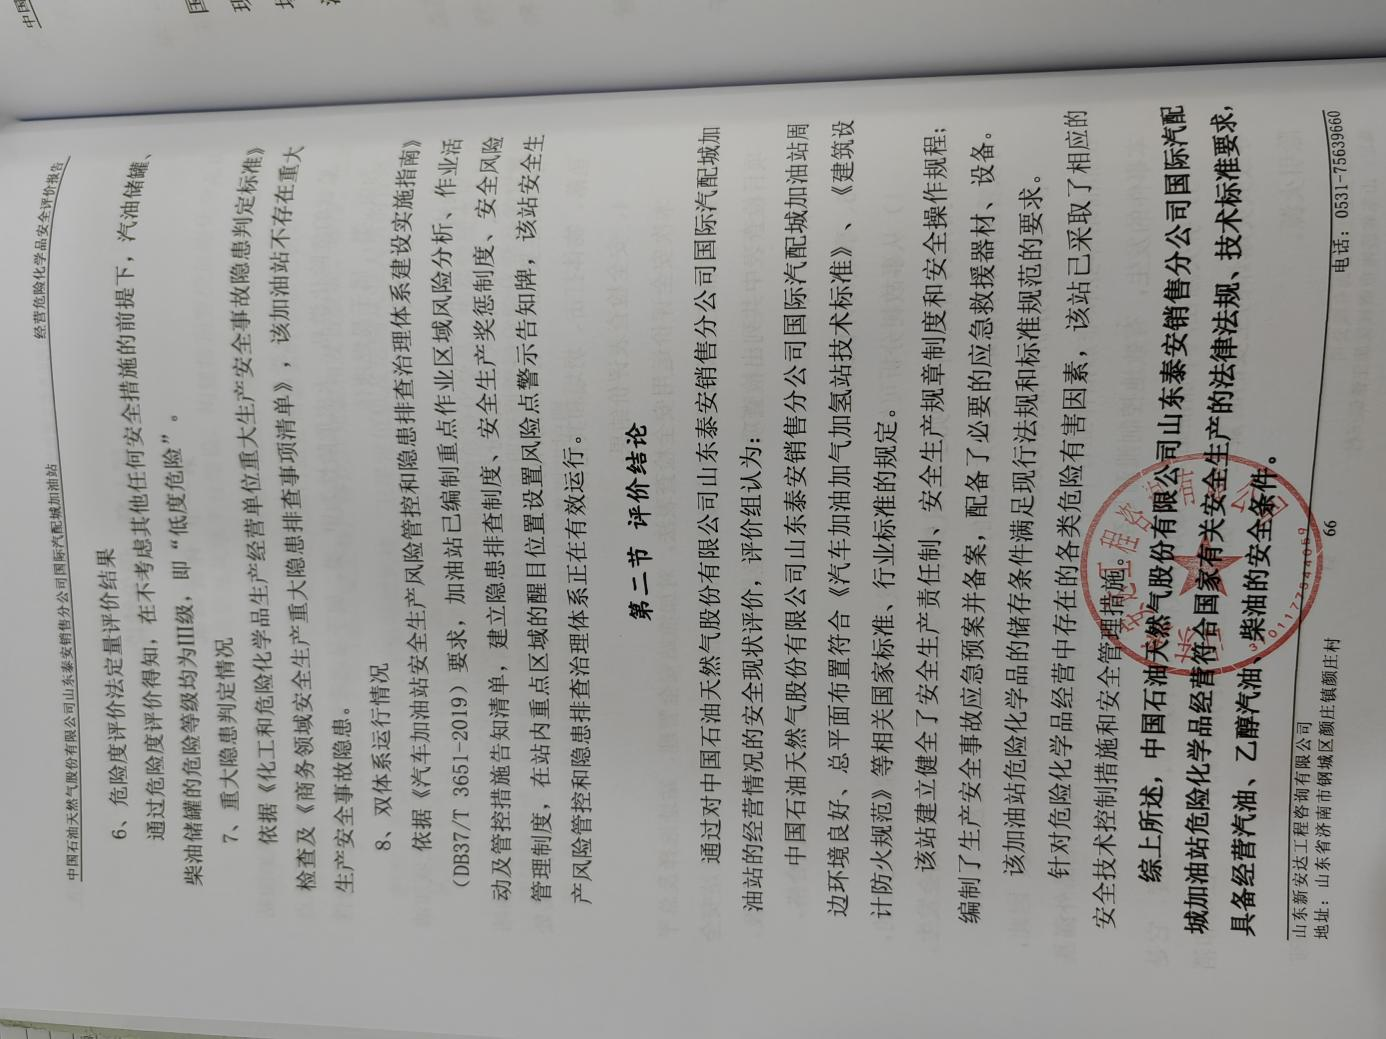 中国石油天然气股份有限公司山东泰安销售分公司国际汽配城加油站
经营危险化学品安全评价报告
6、危险度评价法定量评价结果
通过危险度评价得知，在不考虑其他任何安全措施的前提下，汽油储罐、
柴油储罐的危险等级均为III级，即“低度危险”。
7、重大隐患判定情况
依据《化工和危险化学品生产经营单位重大生产安全事故隐患判定标准》
检查及《商务领域安全生产重大隐患排查事项清单》，该加油站不存在重大
生产安全事故隐患。
8、双体系运行情况
依据《汽车加油站安全生产风险管控和隐患排查治理体系建设实施指南》
（DB37/T 3651-2019）要求，加油站已编制重点作业区域风险分析、作业活
动及管控措施告知清单，建立隐患排查制度、安全生产奖惩制度、安全风险
管理制度，在站内重点区域的醒目位置设置风险点警示告知牌，该站安全生
产风险管控和隐患排查治理体系正在有效运行。
第二节 评价结论
通过对中国石油天然气股份有限公司山东泰安销售分公司国际汽配城加
油站的经营情况的安全现状评价，评价组认为：
中国石油天然气股份有限公司山东泰安销售分公司国际汽配城加油站周
边环境良好、总平面布置符合《汽车加油加气加氢站技术标准》、《建筑设
计防火规范》等相关国家标准、行业标准的规定。
该站建立健全了安全生产责任制、安全生产规章制度和安全操作规程；
编制了生产安全事故应急预案并备案，配备了必要的应急救援器材、设备。
该加油站危险化学品的储存条件满足现行法规和标准规范的要求。
针对危险化学品经营中存在的各类危险有害因素，该站已采取了相应的
安全技术控制措施和安全管理措施。
综上所述，中国石油天然气股份有限公司山东泰安销售分公司国际汽配
城加油站危险化学品经营符合国家有关安全生产的法律法规、技术标准要求，
具备经营汽油、乙醇汽油、柴油的安全条件。
山东新安达工程咨询有限公司
地址：山东省济南市钢城区颜庄镇颜庄村
66
电话：0531-75639660